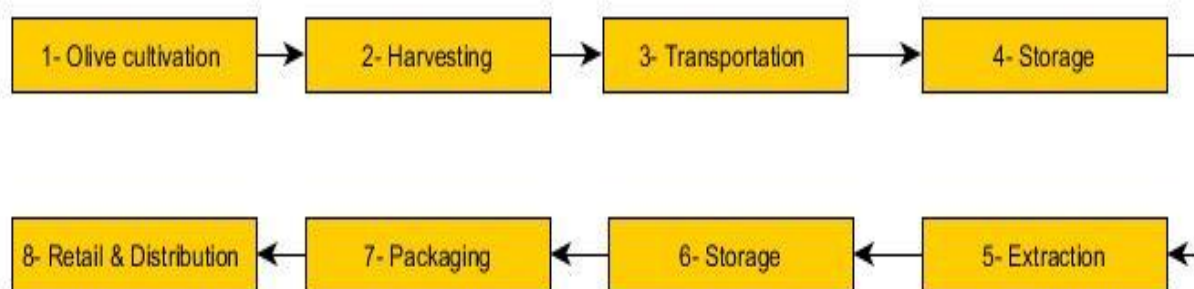 1- Olive cultivation
2- Harvesting
3- Transportation
4- Storage
5- Extraction
6- Storage
7- Packaging
8- Retail & Distribution